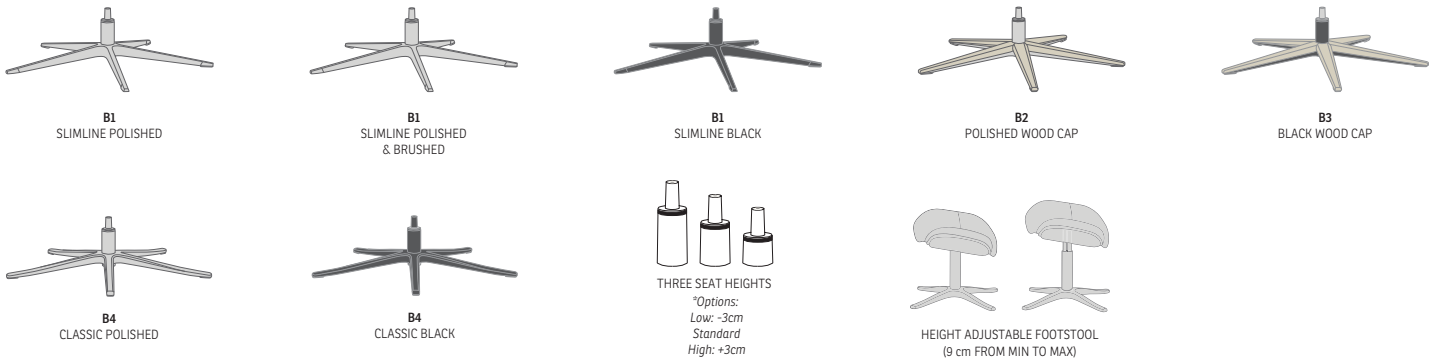 B1
SLIMLINE POLISHED
B1
SLIMLINE POLISHED
& BRUSHED
B1
SLIMLINE BLACK
B2
POLISHED WOOD CAP
B3
BLACK WOOD CAP
B4
CLASSIC POLISHED
B4
CLASSIC BLACK
THREE SEAT HEIGHTS
*Options:
Low: -3cm
Standard
High: +3cm
HEIGHT ADJUSTABLE FOOTSTOOL
(9 cm FROM MIN TO MAX)